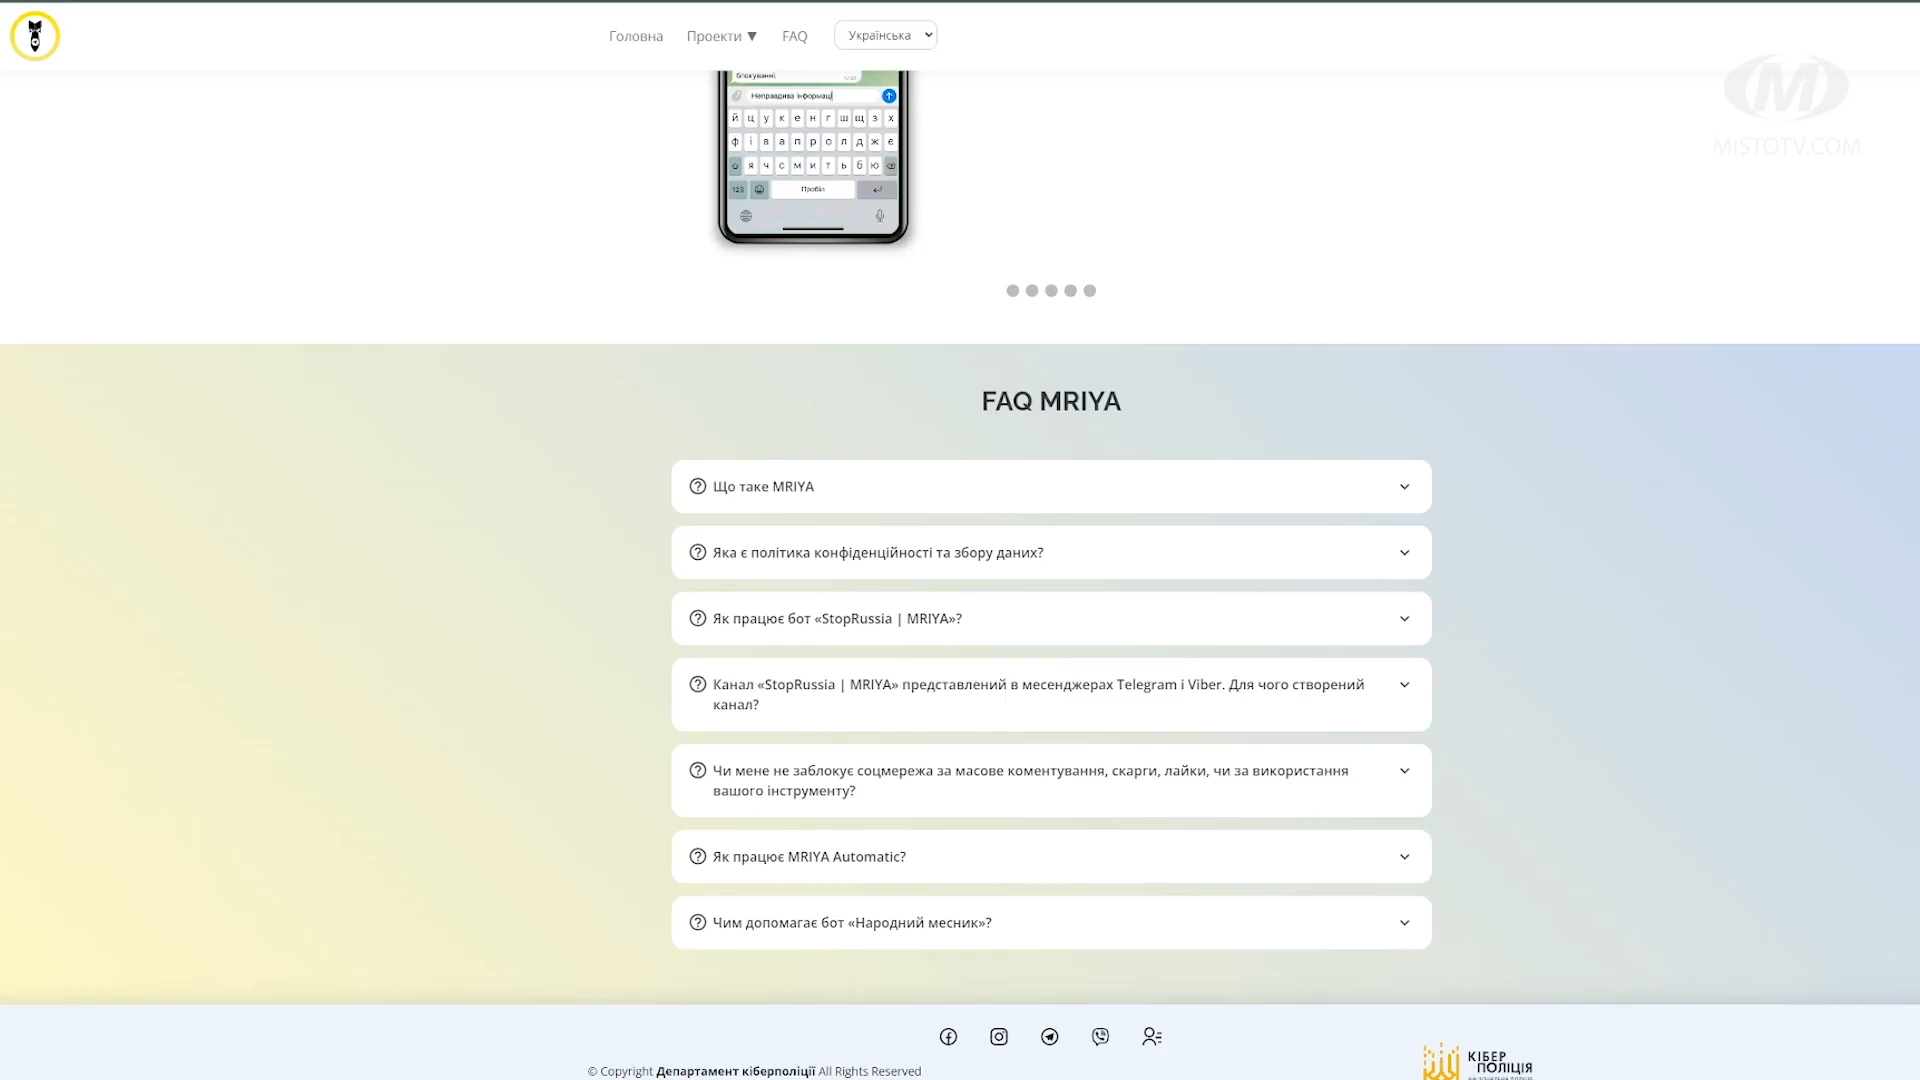 Головна
Проекти ▼
FAQ
Українська
MISTOTV.COM
блокуванні.
Неправдива інформаці
й ц у к е н г ш щ з х
ф і в а п р о л д ж є
я ч с м и т ь б ю
123
Пробіл
FAQ MRIYA
Що таке MRIYA
Яка є політика конфіденційності та збору даних?
Як працює бот «StopRussia | MRIYA»?
Канал «StopRussia | MRIYA» представлений в месенджерах Telegram і Viber. Для чого створений
канал?
Чи мене не заблокує соцмережа за масове коментування, скарги, лайки, чи за використання
вашого інструменту?
Як працює MRIYA Automatic?
Чим допомагає бот «Народний месник»?
© Copyright Департамент кіберполіції All Rights Reserved
КІБЕР
ПОЛІЦІЯ